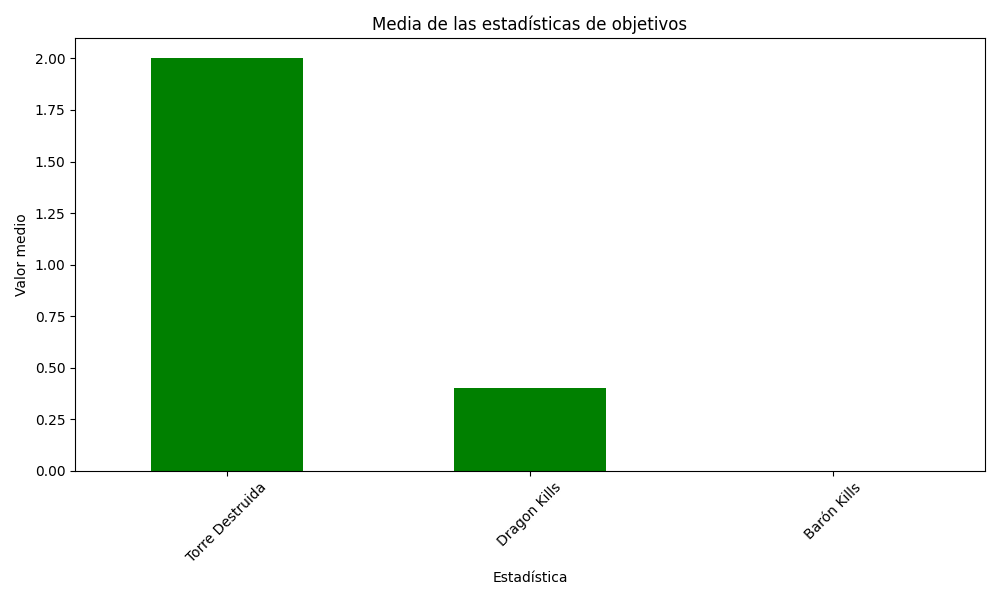 Media de las estadísticas de objetivos
2.00
1.75
1.50
1.25
1.00
0.75
0.50
0.25
0.00
Valor medio
Torre Destruida
Dragon Kills
Barón Kills
Estadística